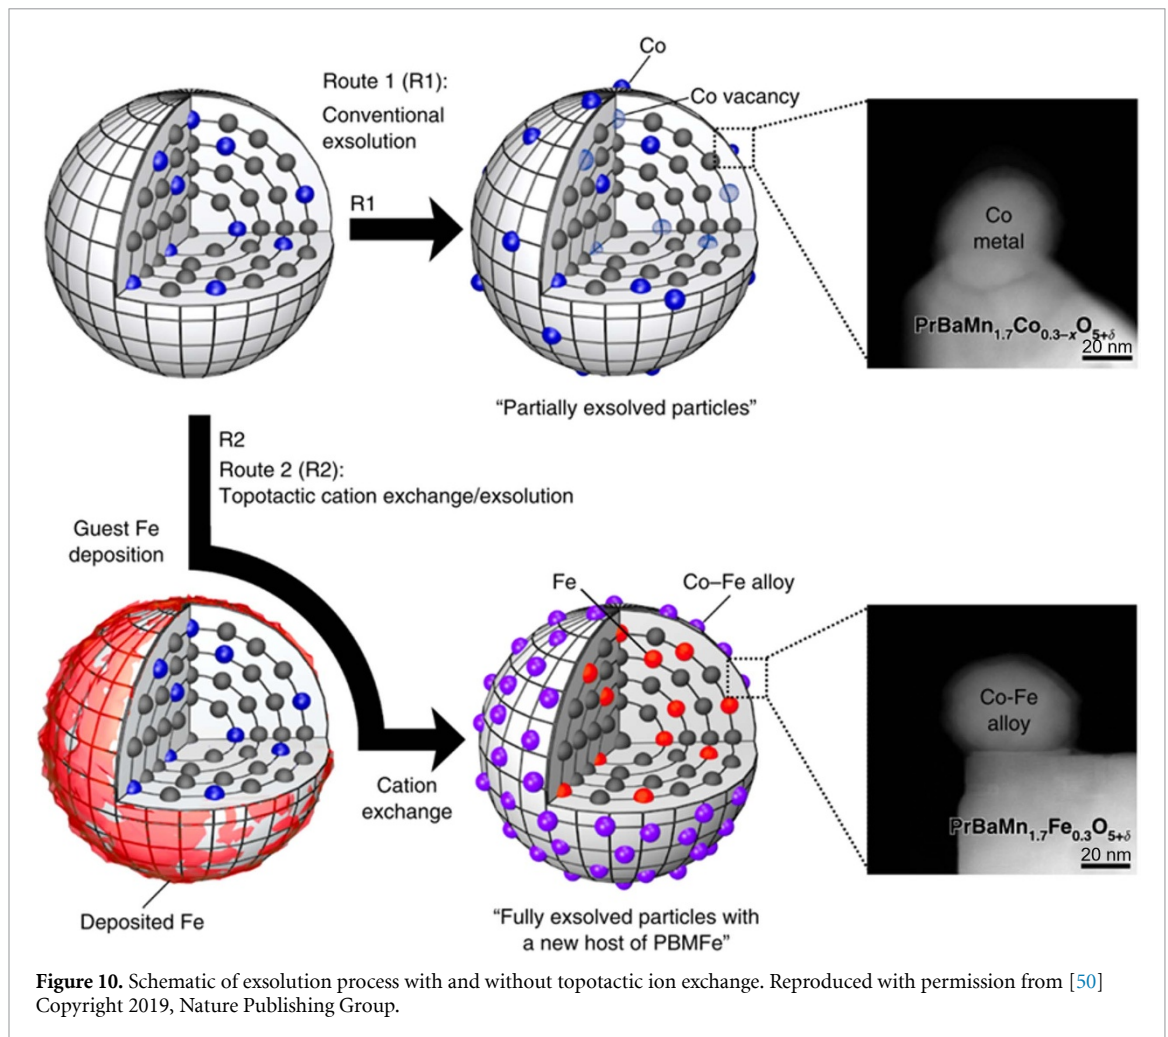 Co
Route 1 (R1):
Conventional
exsolution
Co vacancy
R1
Co
metal
PrBaMn1.7Co0.3–xO5+δ
20 nm
“Partially exsolved particles”
R2
Route 2 (R2):
Topotactic cation exchange/exsolution
Guest Fe
deposition
Fe
Co–Fe alloy
Co-Fe
alloy
Cation
exchange
PrBaMn1.7Fe0.3O5+δ
20 nm
Deposited Fe
“Fully exsolved particles with
a new host of PBMFe”
Figure 10. Schematic of exsolution process with and without topotactic ion exchange. Reproduced with permission from [50]
Copyright 2019, Nature Publishing Group.